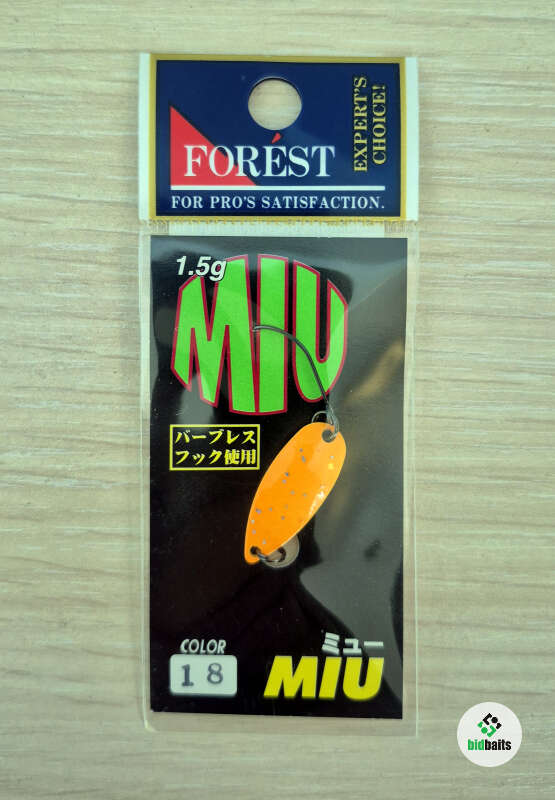 FORÉST
FOR PRO'S SATISFACTION.
EXPERT'S
CHOICE!
1.5g
MIU
バーブレス
フック使用
COLOR
18
ミュー
MIU
bidbaits